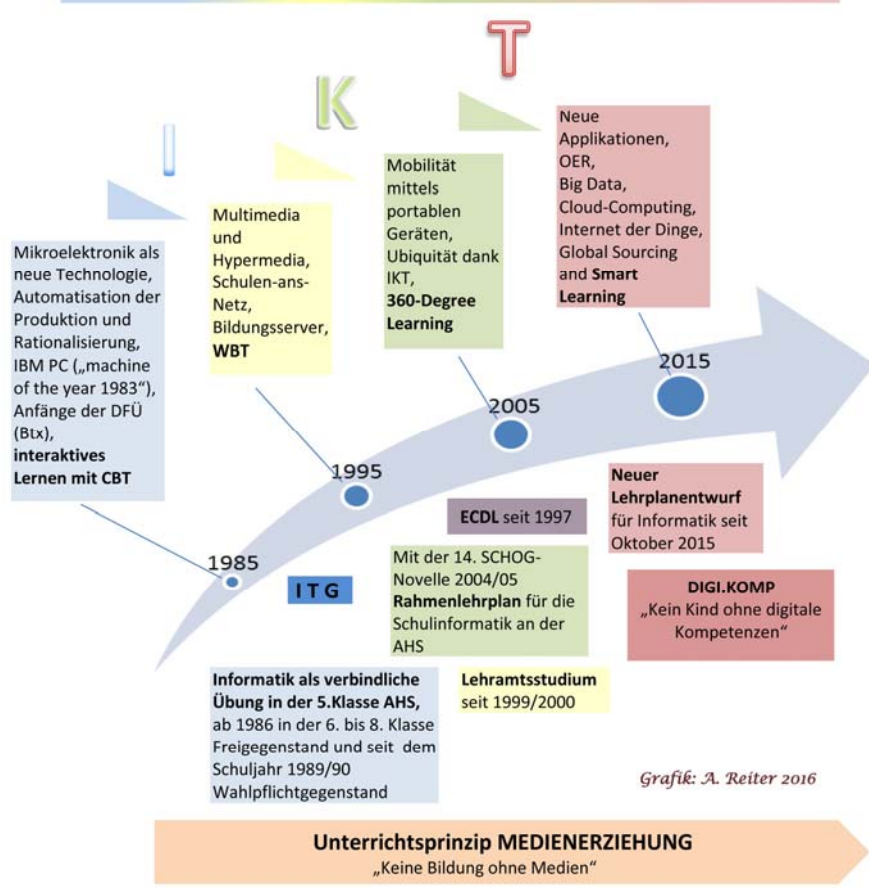 I
K
T
Mikroelektronik als
neue Technologie,
Automatisation der
Produktion und
Rationalisierung,
IBM PC („machine
of the year 1983“),
Anfänge der DFÜ
(Btx),
interaktives
Lernen mit CBT
Multimedia
und
Hypermedia,
Schulen-ans-
Netz,
Bildungsserver,
WBT
Mobilität
mittels
portablen
Geräten,
Ubiquität dank
IKT,
360-Degree
Learning
Neue
Applikationen,
OER,
Big Data,
Cloud-Computing,
Internet der Dinge,
Global Sourcing
and Smart
Learning
1985
1995
2005
2015
I T G
ECDL seit 1997
Neuer
Lehrplanentwurf
für Informatik seit
Oktober 2015
Mit der 14. SCHOG-
Novelle 2004/05
Rahmenlehrplan für die
Schulinformatik an der
AHS
DIGI.KOMP
„Kein Kind ohne digitale
Kompetenzen“
Informatik als verbindliche
Übung in der 5.Klasse AHS,
ab 1986 in der 6. bis 8. Klasse
Freigegenstand und seit dem
Schuljahr 1989/90
Wahlpflichtgegenstand
Lehramtsstudium
seit 1999/2000
Grafik: A. Reiter 2016
Unterrichtsprinzip MEDIENERZIEHUNG
„Keine Bildung ohne Medien“